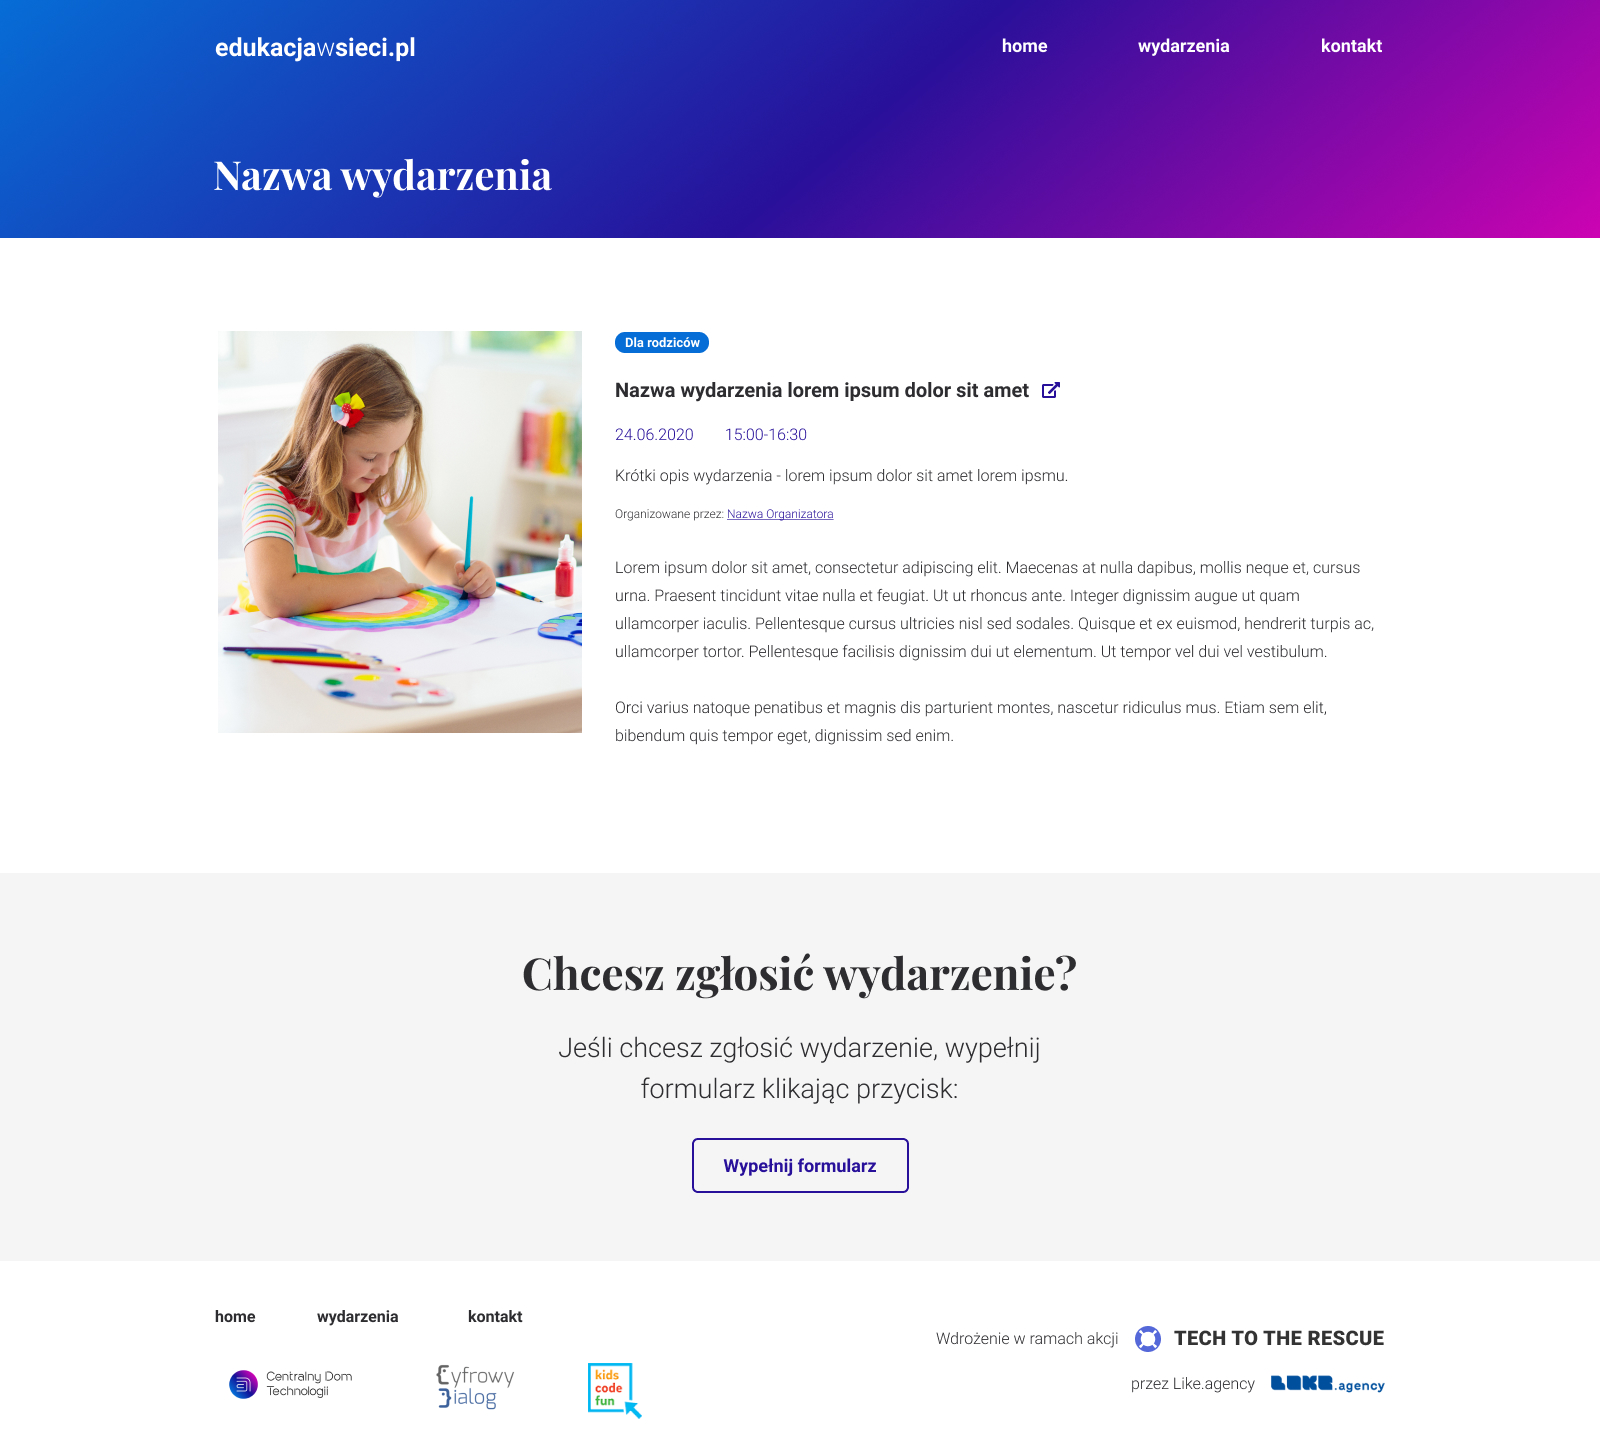 edukacjawsieci.pl
home wydarzenia kontakt
Nazwa wydarzenia
Dla rodziców
Nazwa wydarzenia lorem ipsum dolor sit amet
24.06.2020 15:00-16:30
Krótki opis wydarzenia - lorem ipsum dolor sit amet lorem ipsmu.
Organizowane przez: Nazwa Organizatora
Lorem ipsum dolor sit amet, consectetur adipiscing elit. Maecenas at nulla dapibus, mollis neque et, cursus
urna. Praesent tincidunt vitae nulla et feugiat. Ut ut rhoncus ante. Integer dignissim augue ut quam
ullamcorper iaculis. Pellentesque cursus ultricies nisl sed sodales. Quisque et ex euismod, hendrerit turpis ac,
ullamcorper tortor. Pellentesque facilisis dignissim dui ut elementum. Ut tempor vel dui vel vestibulum.
Orci varius natoque penatibus et magnis dis parturient montes, nascetur ridiculus mus. Etiam sem elit,
bibendum quis tempor eget, dignissim sed enim.
Chcesz zgłosić wydarzenie?
Jeśli chcesz zgłosić wydarzenie, wypełnij
formularz klikając przycisk:
Wypełnij formularz
home wydarzenia kontakt
Centralny Dom
Technologii
Cyfrowy
Dialog
kids
code
fun
Wdrożenie w ramach akcji TECH TO THE RESCUE
przez Like.agency LIKE.agency